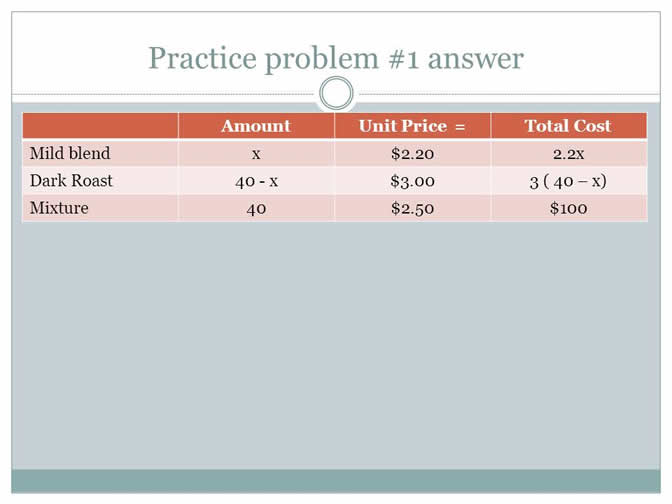 Practice problem #1 answer
Amount Unit Price = Total Cost
Mild blend x $2.20 2.2x
Dark Roast 40 - x $3.00 3 ( 40 – x)
Mixture 40 $2.50 $100